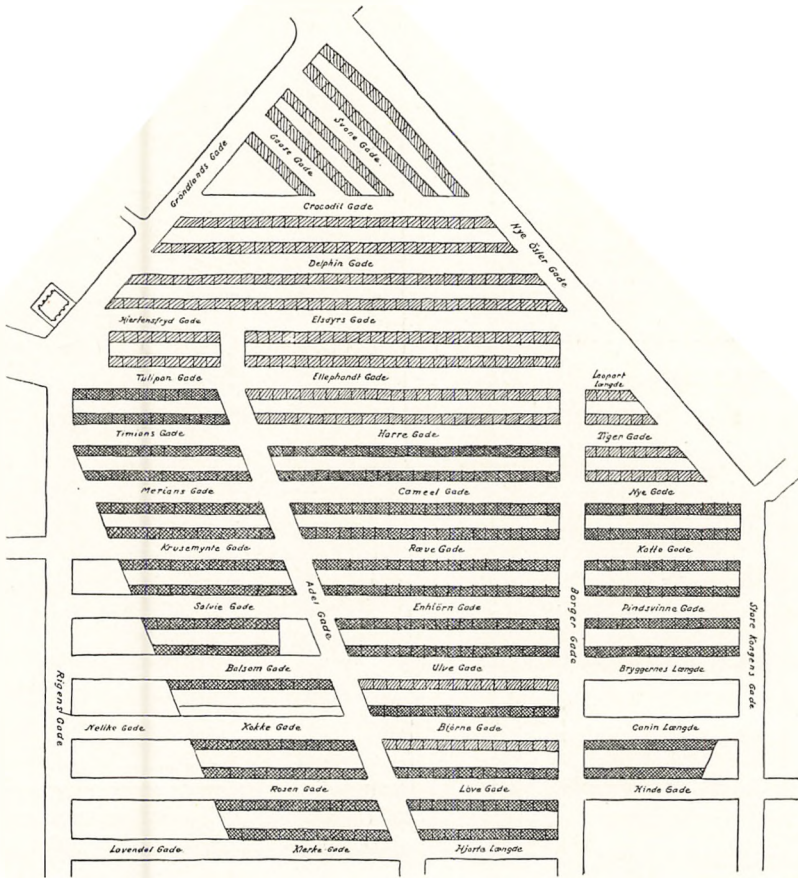 Svane Gade.
Gaase Gade
Grönlands Gade
Crocodil Gade
Nye Öster Gade
Delphin Gade
Hiertensfryd Gade
Elsdyrs Gade
Tulipan Gade
Ellephandt Gade
Leopart
Længde
Timians Gade
Harre Gade
Tiger Gade
Merians Gade
Cameel Gade
Nye Gade
Krusemynte Gade
Ræve Gade
Katte Gade
Salvie Gade
Adel Gade
Enhiörn Gade
Borger Gade
Pindsvinne Gade
Store Kongens Gade
Balsom Gade
Ulve Gade
Bryggernes Længde
Rigens Gade
Nelike Gade
Kokke Gade
Biörne Gade
Canin Længde
Rosen Gade
Löve Gade
Hinde Gade
Lavendel Gade
Klerke Gade
Hjorte Længde